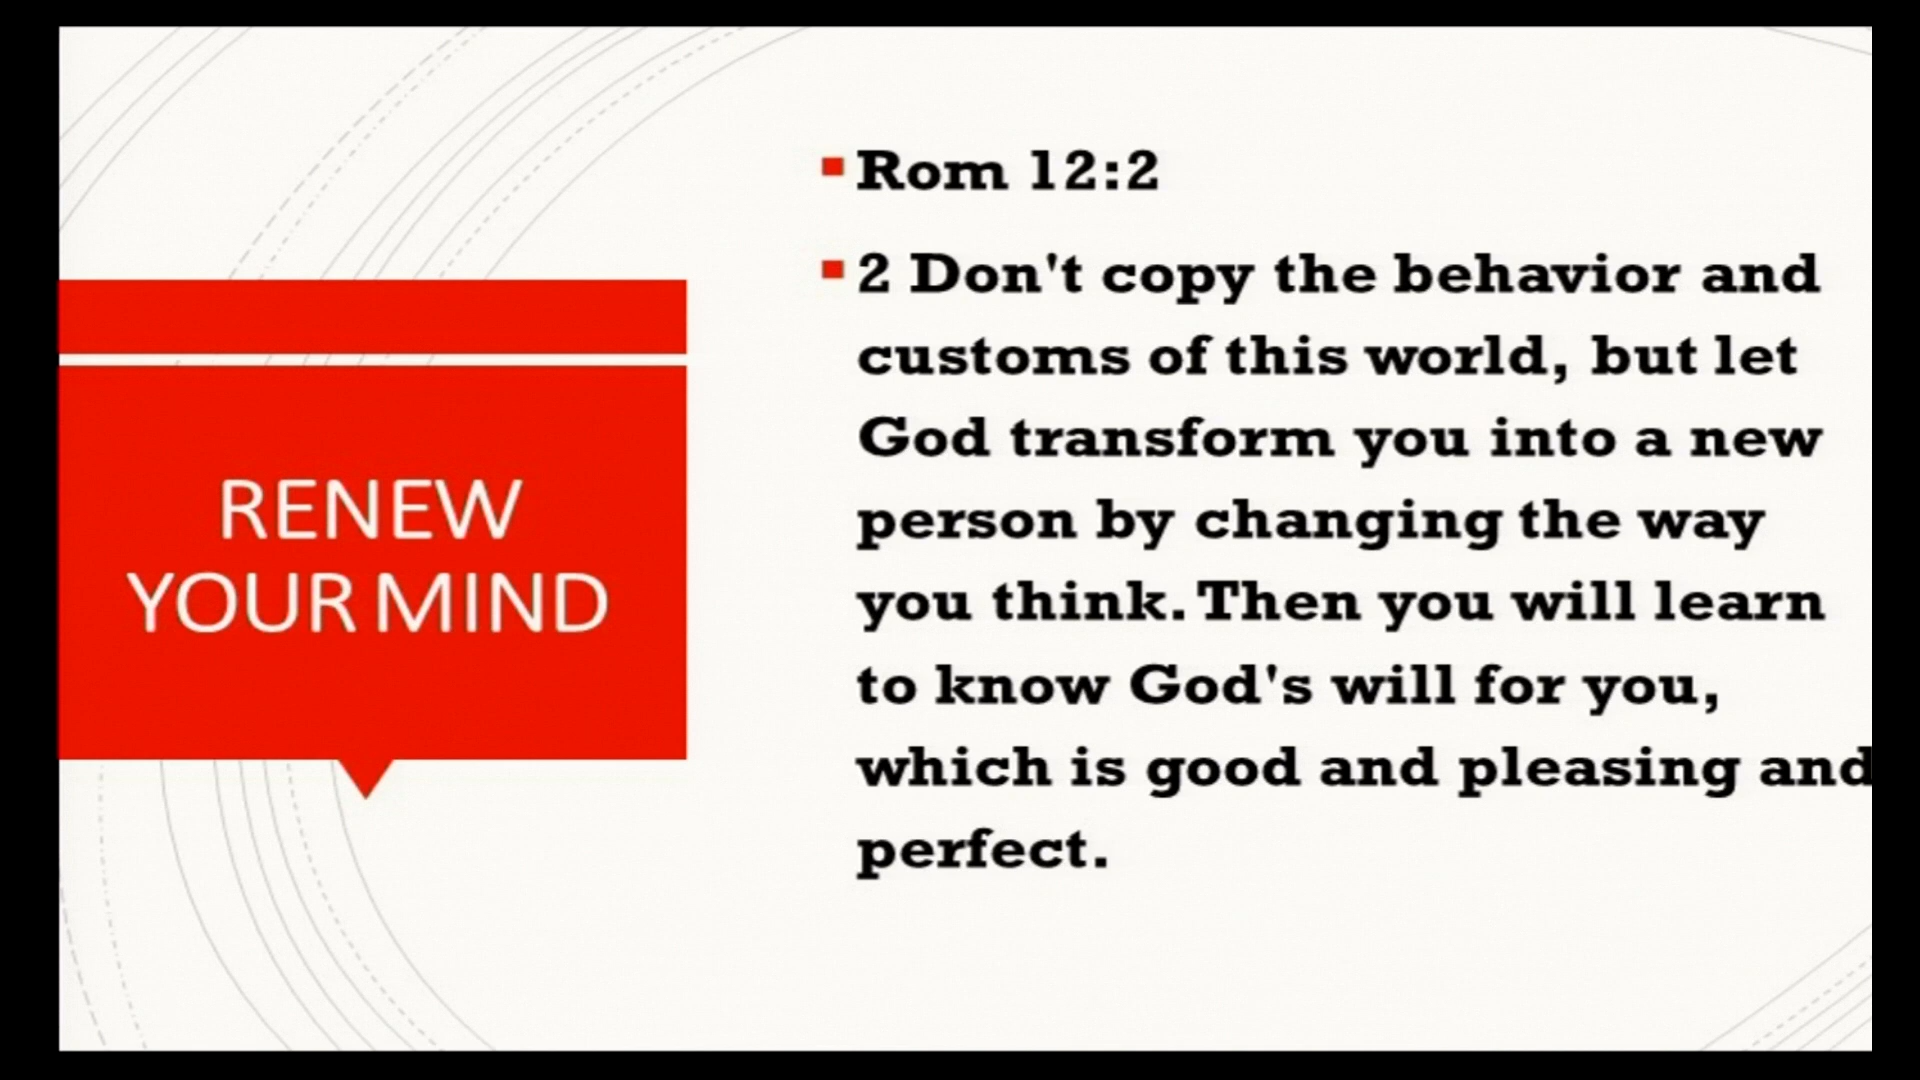 RENEW
YOUR MIND
Rom 12:2
2 Don't copy the behavior and
customs of this world, but let
God transform you into a new
person by changing the way
you think. Then you will learn
to know God's will for you,
which is good and pleasing and
perfect.